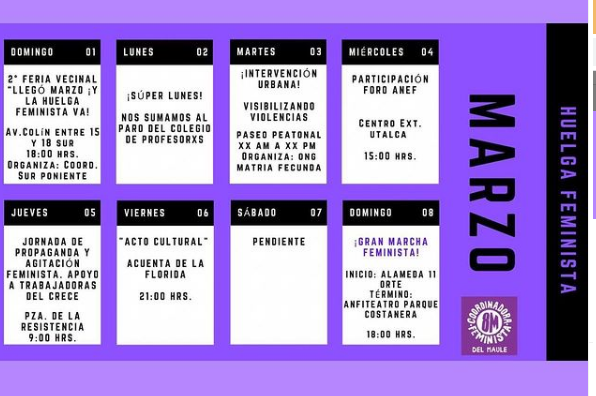 DOMINGO 01
2° FERIA VECINAL
"LLEGÓ MARZO ¡Y
LA HUELGA
FEMINISTA VA!
AV.COLÍN ENTRE 15
Y 18 SUR
18:00 HRS.
ORGANIZA: COORD.
SUR PONIENTE
LUNES 02
¡SÚPER LUNES!
NOS SUMAMOS AL
PARO DEL COLEGIO
DE PROFESORXS
MARTES 03
¡INTERVENCIÓN
URBANA!
VISIBILIZANDO
VIOLENCIAS
PASEO PEATONAL
XX AM A XX PM
ORGANIZA: ONG
MATRIA FECUNDA
MIÉRCOLES 04
PARTICIPACIÓN
FORO ANEF
CENTRO EXT.
UTALCA
15:00 HRS.
JUEVES 05
JORNADA DE
PROPAGANDA Y
AGITACIÓN
FEMINISTA. APOYO
A TRABAJADORAS
DEL CRECE
PZA. DE LA
RESISTENCIA
9:00 HRS.
VIERNES 06
"ACTO CULTURAL"
ACUENTA DE LA
FLORIDA
21:00 HRS.
SÁBADO 07
PENDIENTE
DOMINGO 08
¡GRAN MARCHA
FEMINISTA!
INICIO: ALAMEDA 11
ORTE
TÉRMINO:
ANFITEATRO PARQUE
COSTANERA
18:00 HRS.
MARZO
HUELGA FEMINISTA
COORDINADORA
8M
FEMINISTA
DEL MAULE